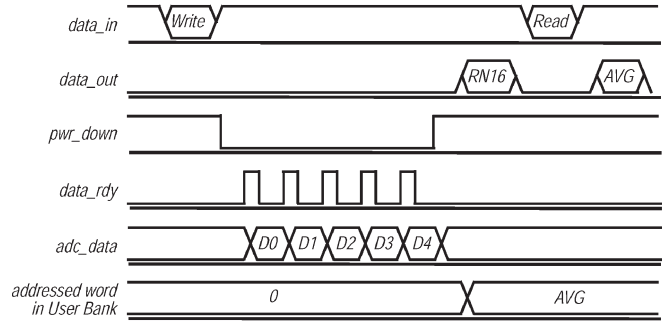 data_in Write Read
data_out RN16 AVG
pwr_down
data_rdy
adc_data D0 D1 D2 D3 D4
addressed word
in User Bank 0 AVG